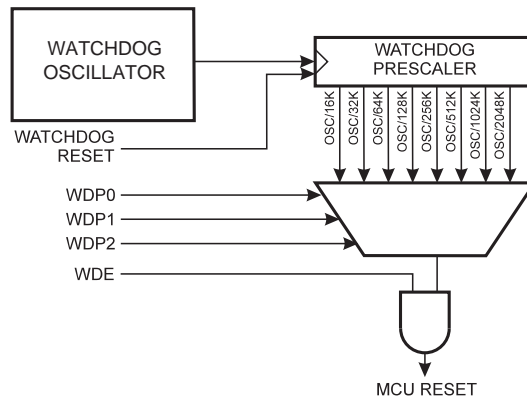 WATCHDOG
OSCILLATOR
WATCHDOG
PRESCALER
WATCHDOG
RESET
OSC/16K
OSC/32K
OSC/64K
OSC/128K
OSC/256K
OSC/512K
OSC/1024K
OSC/2048K
WDP0
WDP1
WDP2
WDE
MCU RESET